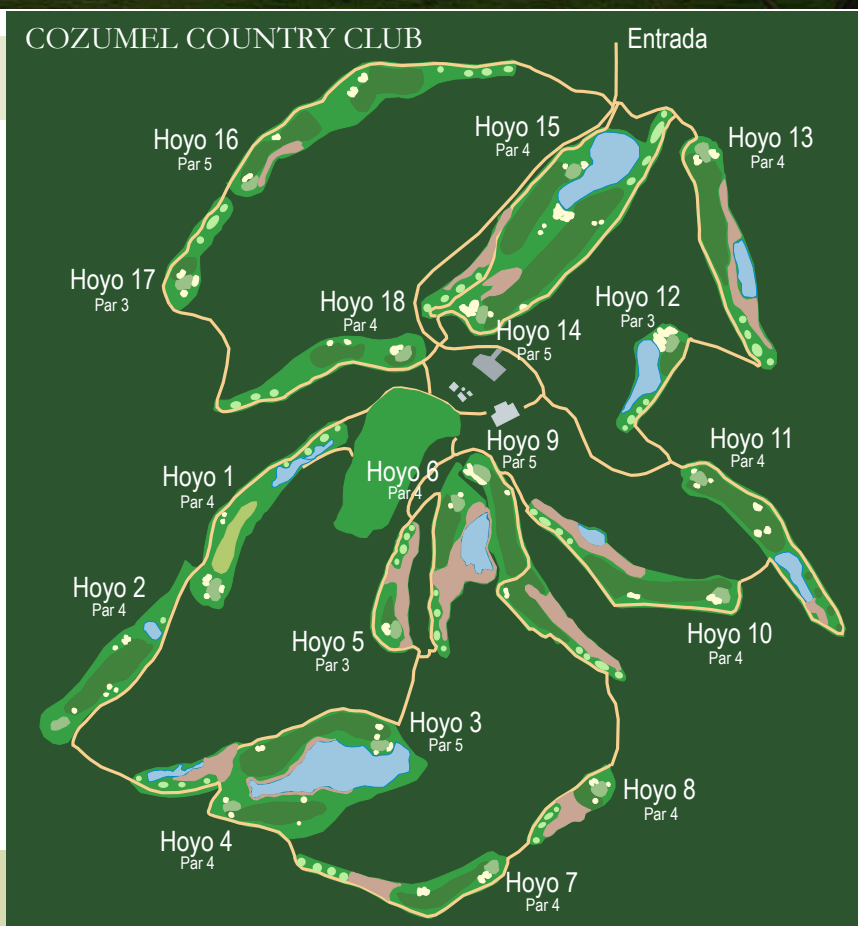 COZUMEL COUNTRY CLUB
Entrada
Hoyo 16
Par 5
Hoyo 15
Par 4
Hoyo 13
Par 4
Hoyo 17
Par 3
Hoyo 18
Par 4
Hoyo 12
Par 3
Hoyo 14
Par 5
Hoyo 1
Par 4
Hoyo 6
Par 4
Hoyo 9
Par 5
Hoyo 11
Par 4
Hoyo 2
Par 4
Hoyo 5
Par 3
Hoyo 10
Par 4
Hoyo 3
Par 5
Hoyo 4
Par 4
Hoyo 8
Par 4
Hoyo 7
Par 4